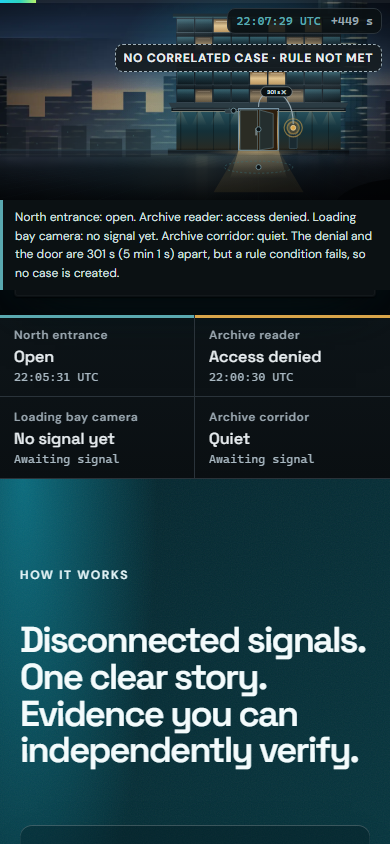 22:07:29 UTC +449 s
NO CORRELATED CASE · RULE NOT MET
301 s X
North entrance: open. Archive reader: access denied. Loading
bay camera: no signal yet. Archive corridor: quiet. The denial and
the door are 301 s (5 min 1 s) apart, but a rule condition fails, so
no case is created.
North entrance
Open
22:05:31 UTC
Archive reader
Access denied
22:00:30 UTC
Loading bay camera
No signal yet
Awaiting signal
Archive corridor
Quiet
Awaiting signal
HOW IT WORKS
Disconnected signals.
One clear story.
Evidence you can
independently verify.